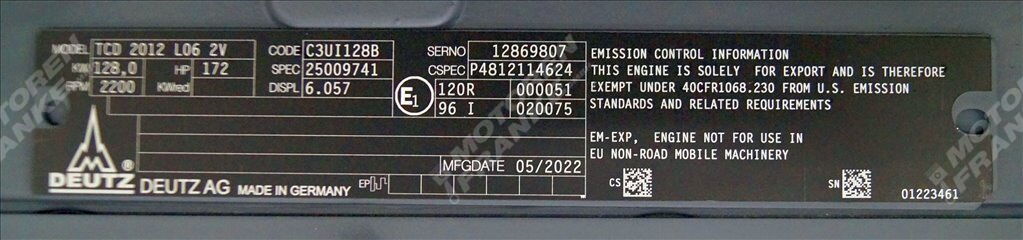 MODEL TCD 2012 L06 2V CODE C3UI128B SERNO 12869807
KW 128,0 HP 172 SPEC 25009741 CSPEC P4812114624
RPM 2200 KWred DISPL 6.057 E1 120R 000051
96 I 020075
MFGDATE 05/2022
DEUTZ DEUTZ AG MADE IN GERMANY EP
EMISSION CONTROL INFORMATION
THIS ENGINE IS SOLELY FOR EXPORT AND IS THEREFORE
EXEMPT UNDER 40CFR1068.230 FROM U.S. EMISSION
STANDARDS AND RELATED REQUIREMENTS
EM-EXP, ENGINE NOT FOR USE IN
EU NON-ROAD MOBILE MACHINERY
CS SN 01223461
MOTOREN FRANKE